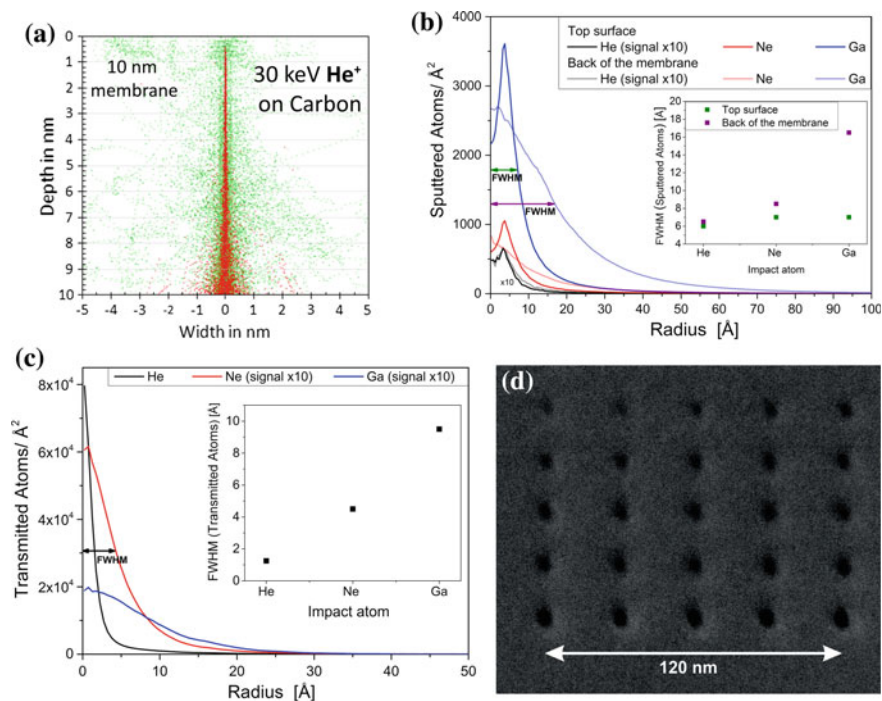 (a)
0
1
2
3
4
5
6
7
8
9
10
Depth in nm
10 nm
membrane
30 keV He+
on Carbon
-5 -4 -3 -2 -1 0 1 2 3 4 5
Width in nm
(b)
4000
3000
2000
1000
0
Sputtered Atoms/ Å²
Top surface
He (signal x10) Ne Ga
Back of the membrane
He (signal x10) Ne Ga
FWHM
FWHM
x10
20
18
16
14
12
10
8
6
4
FWHM (Sputtered Atoms) [Å]
Top surface
Back of the membrane
He Ne Ga
Impact atom
0 10 20 30 40 50 60 70 80 90 100
Radius [Å]
(c)
8x10⁴
6x10⁴
4x10⁴
2x10⁴
0
Transmitted Atoms/ Å²
He Ne (signal x10) Ga (signal x10)
FWHM
10
8
6
4
2
0
FWHM (Transmitted Atoms) [Å]
He Ne Ga
Impact atom
0 10 20 30 40 50
Radius [Å]
(d)
120 nm